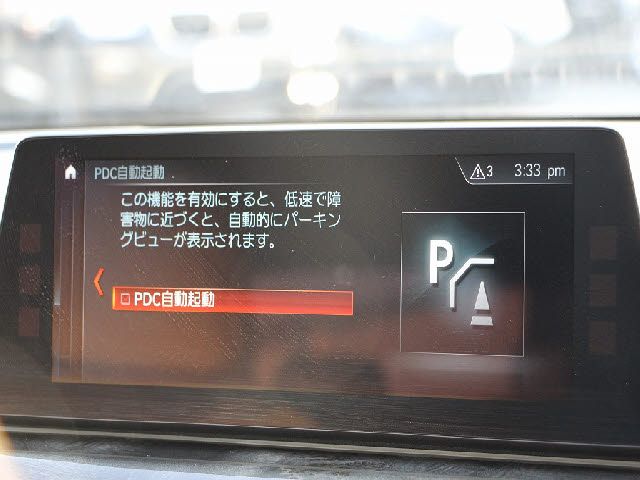 PDC自動起動
3
3:33 pm
この機能を有効にすると、低速で障
害物に近づくと、自動的にパーキン
グビューが表示されます。
P
PDC自動起動